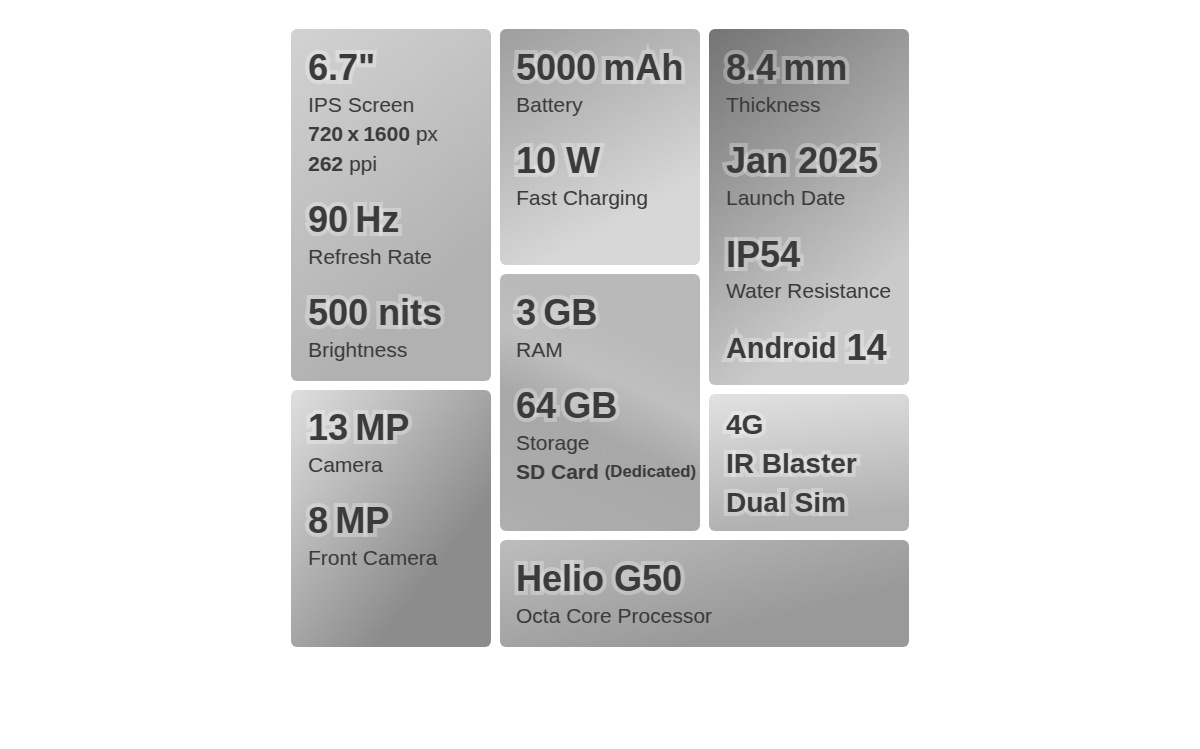 6.7"
IPS Screen
720 x 1600 px
262 ppi
90 Hz
Refresh Rate
500 nits
Brightness
13 MP
Camera
8 MP
Front Camera
5000 mAh
Battery
10 W
Fast Charging
3 GB
RAM
64 GB
Storage
SD Card (Dedicated)
8.4 mm
Thickness
Jan 2025
Launch Date
IP54
Water Resistance
Android 14
4G
IR Blaster
Dual Sim
Helio G50
Octa Core Processor